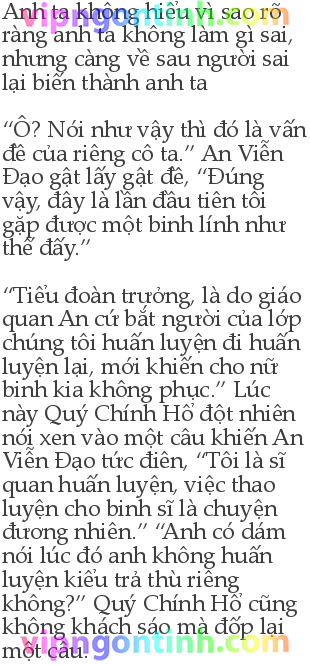 Anh ta không hiểu vì sao rõ
vipngontinh.com
ràng anh ta không làm gì sai,
nhưng càng về sau người sai
lại biến thành anh ta
“Ô? Nói như vậy thì đó là vấn
đề của riêng cô ta.” An Viễn
Đạo gật lấy gật để, “Đúng
vậy, đây là lần đầu tiên tôi
gặp được một binh lính như
thế đấy.”
“Tiểu đoàn trưởng, là do giáo
quan An cứ bắt người của lớp
chúng tôi huấn luyện đi huấn
luyện lại, mới khiến cho nữ
binh kia không phục.” Lúc
này Quý Chính Hổ đột nhiên
nói xen vào một câu khiến An
Viễn Đạo tức điên, “Tôi là sĩ
quan huấn luyện, việc thao
luyện cho binh sĩ là chuyện
đương nhiên.” “Anh có dám
nói lúc đó anh không huấn
luyện kiểu trả thù riêng
không?” Quý Chính Hổ cũng
không khách sáo mà đốp lại
vipngontinh.com
một câu.